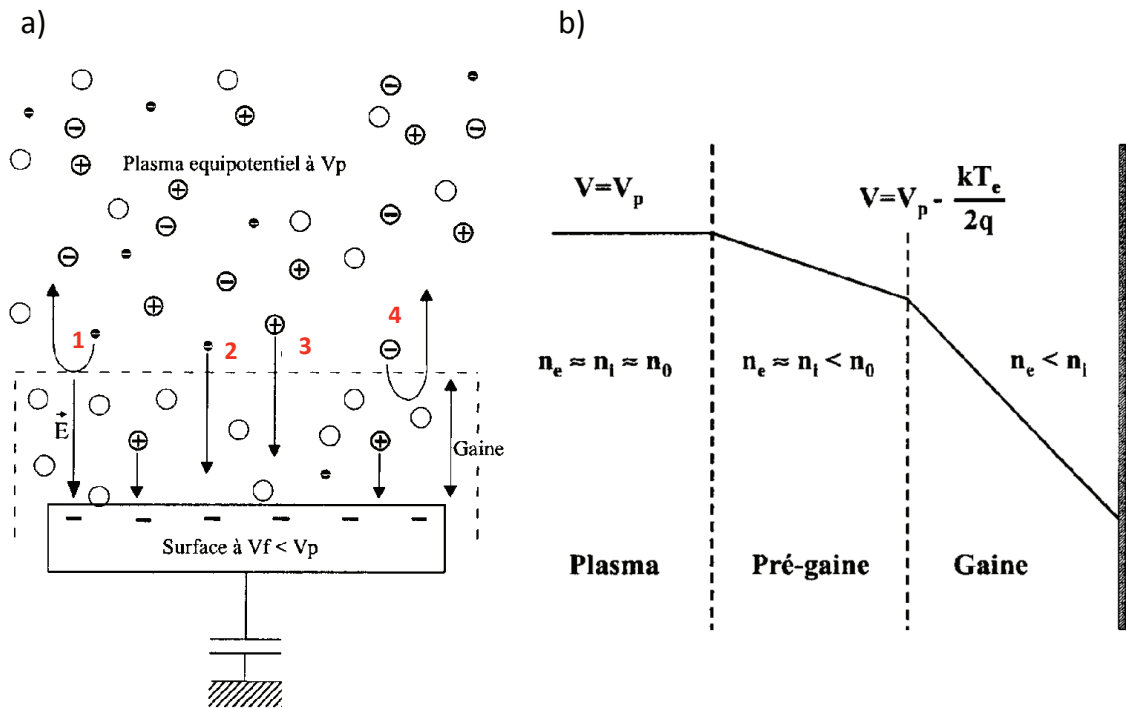 a)
b)
Plasma equipotentiel à Vp
1
2
3
4
E
Gaine
Surface à Vf < Vp
V=Vp
V=Vp - kTe/2q
ne ≈ ni ≈ n0
ne ≈ ni < n0
ne < ni
Plasma
Pré-gaine
Gaine